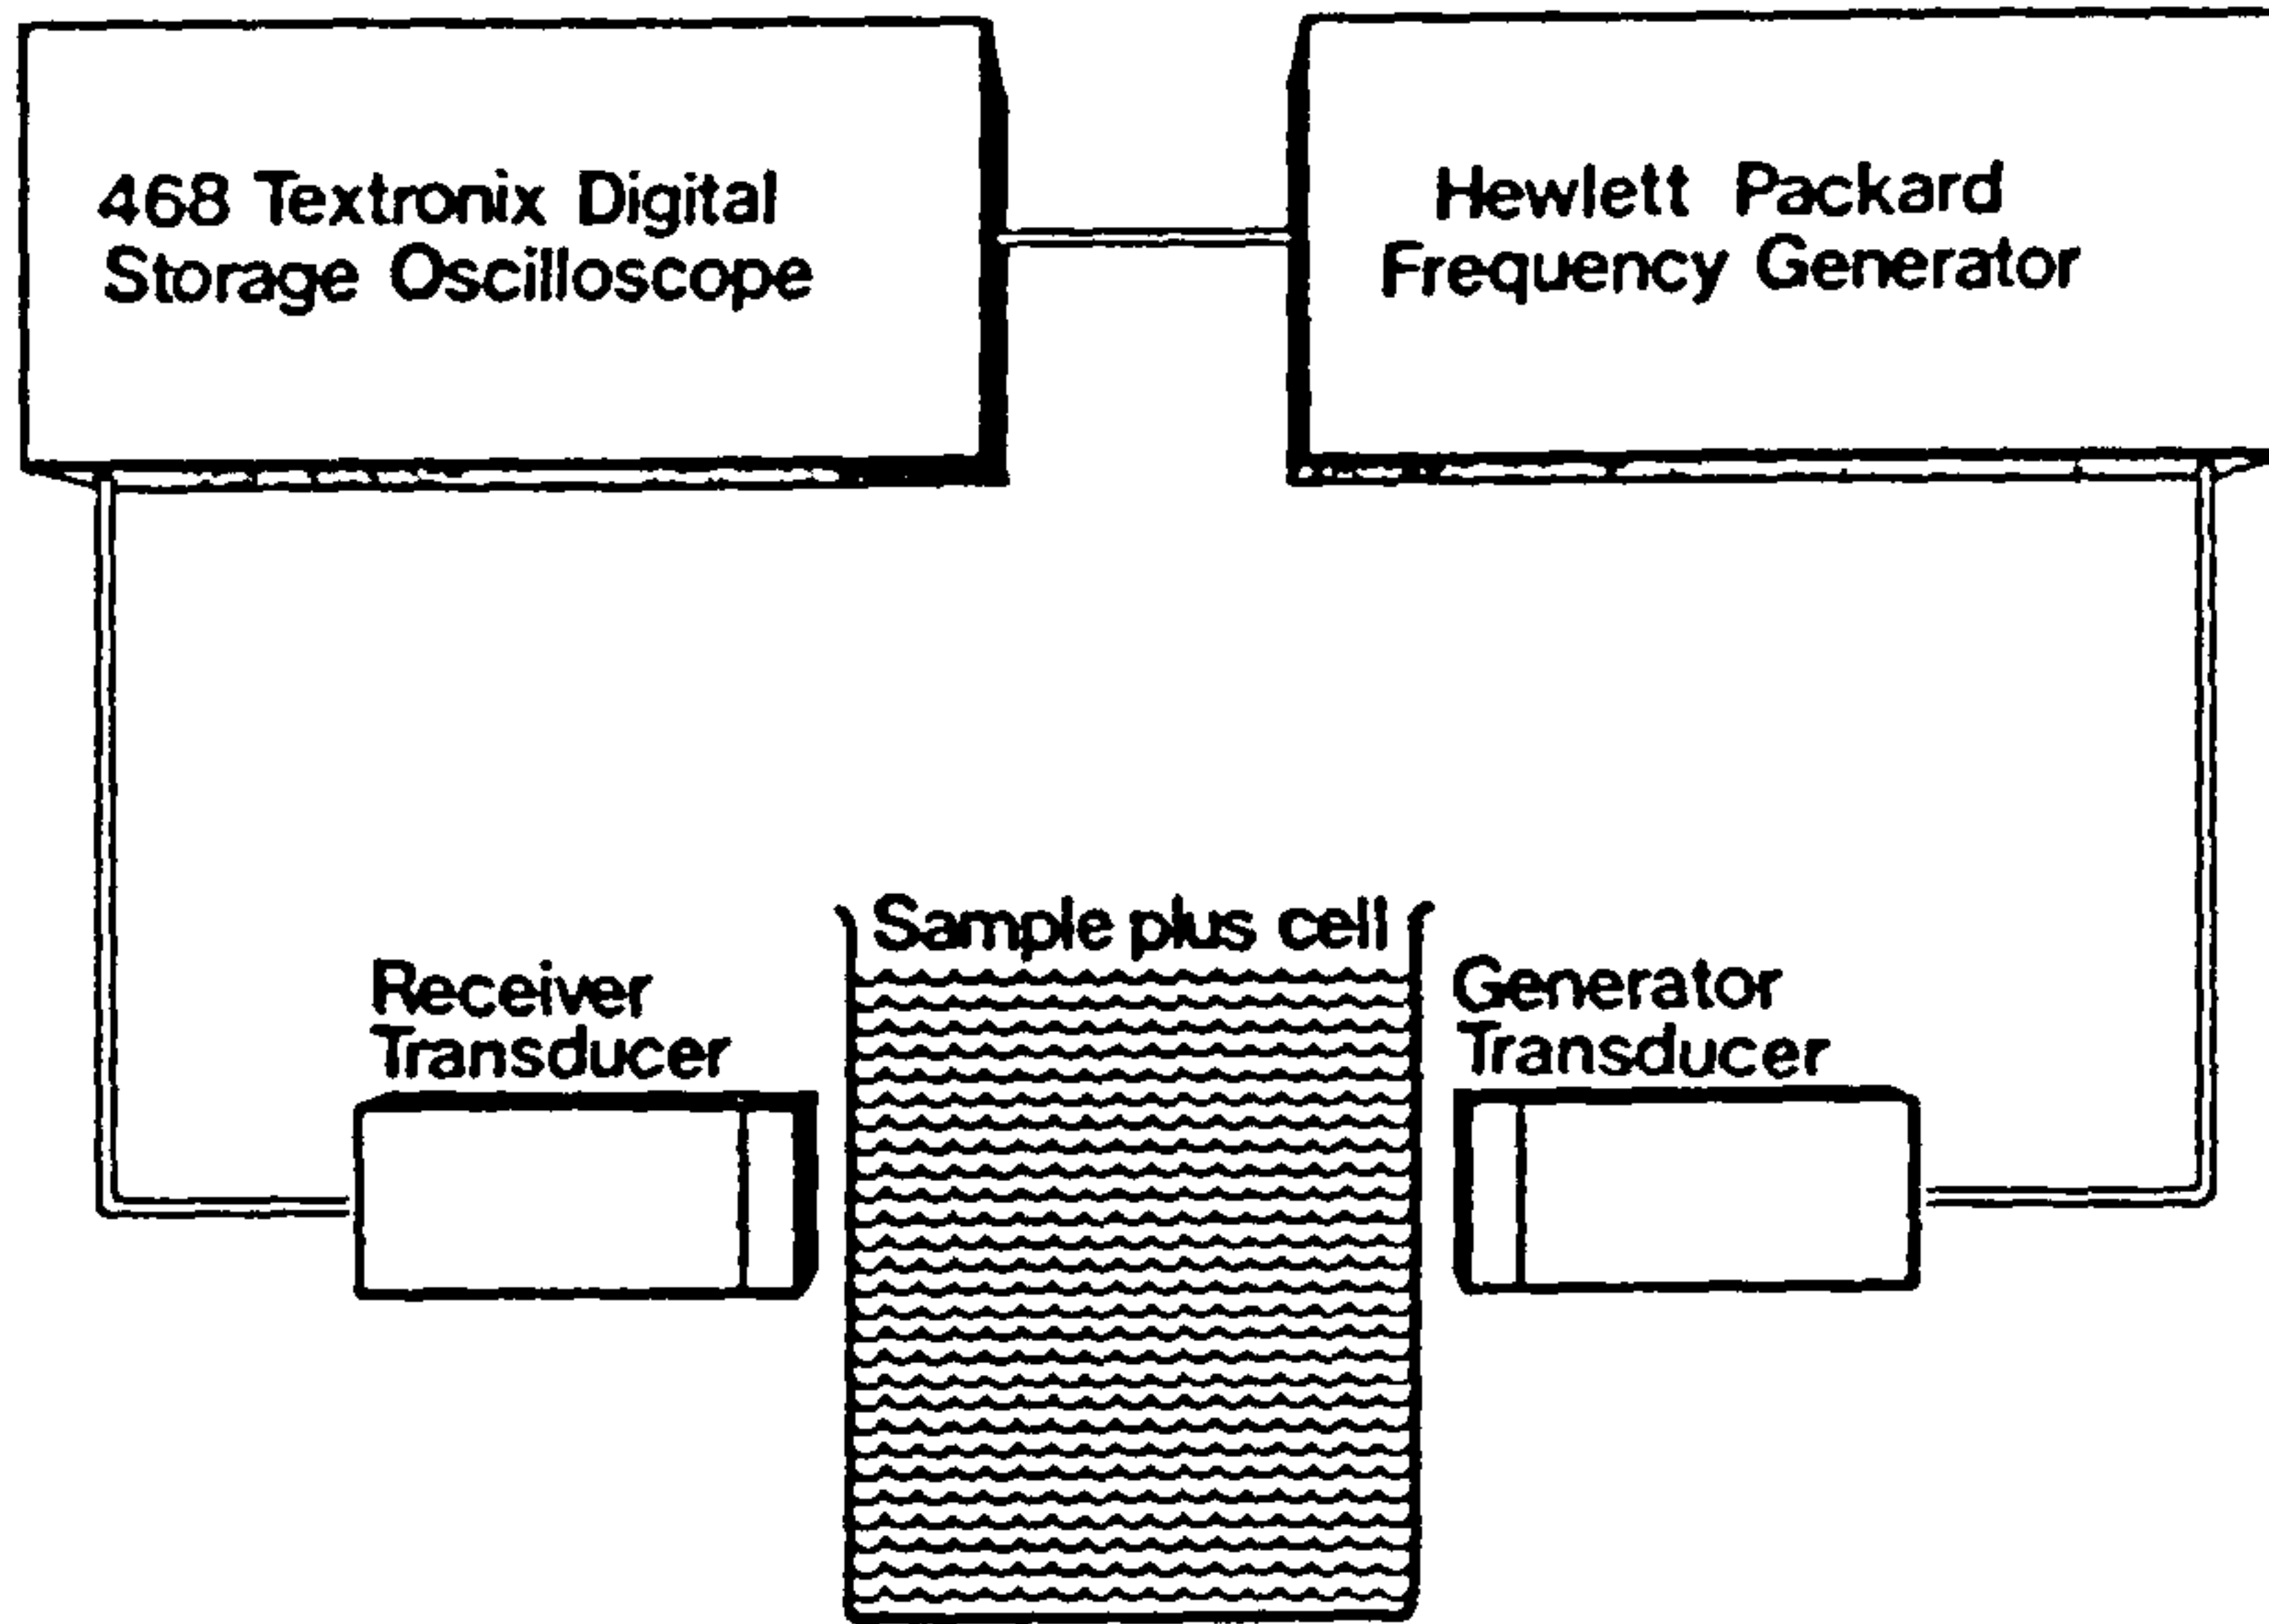 468 Textronix Digital
Storage Oscilloscope
Hewlett Packard
Frequency Generator
Sample plus cell
Receiver
Transducer
Generator
Transducer